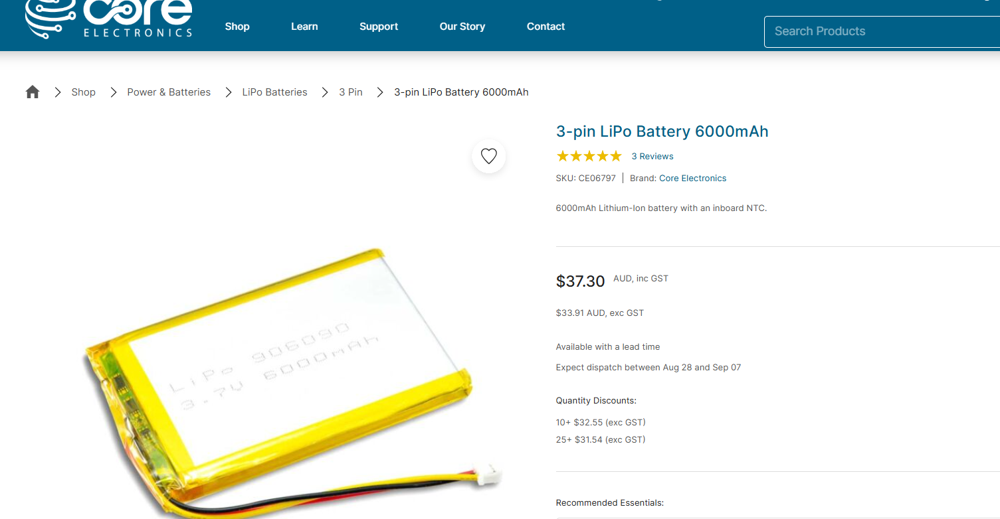 core
ELECTRONICS
Shop Learn Support Our Story Contact
Search Products
Shop Power & Batteries LiPo Batteries 3 Pin 3-pin LiPo Battery 6000mAh
3-pin LiPo Battery 6000mAh
3 Reviews
SKU: CE06797 | Brand: Core Electronics
6000mAh Lithium-Ion battery with an inboard NTC.
$37.30 AUD, inc GST
$33.91 AUD, exc GST
Available with a lead time
Expect dispatch between Aug 28 and Sep 07
Quantity Discounts:
10+ $32.55 (exc GST)
25+ $31.54 (exc GST)
Recommended Essentials:
LiPo 906090
3.7V 6000mAh